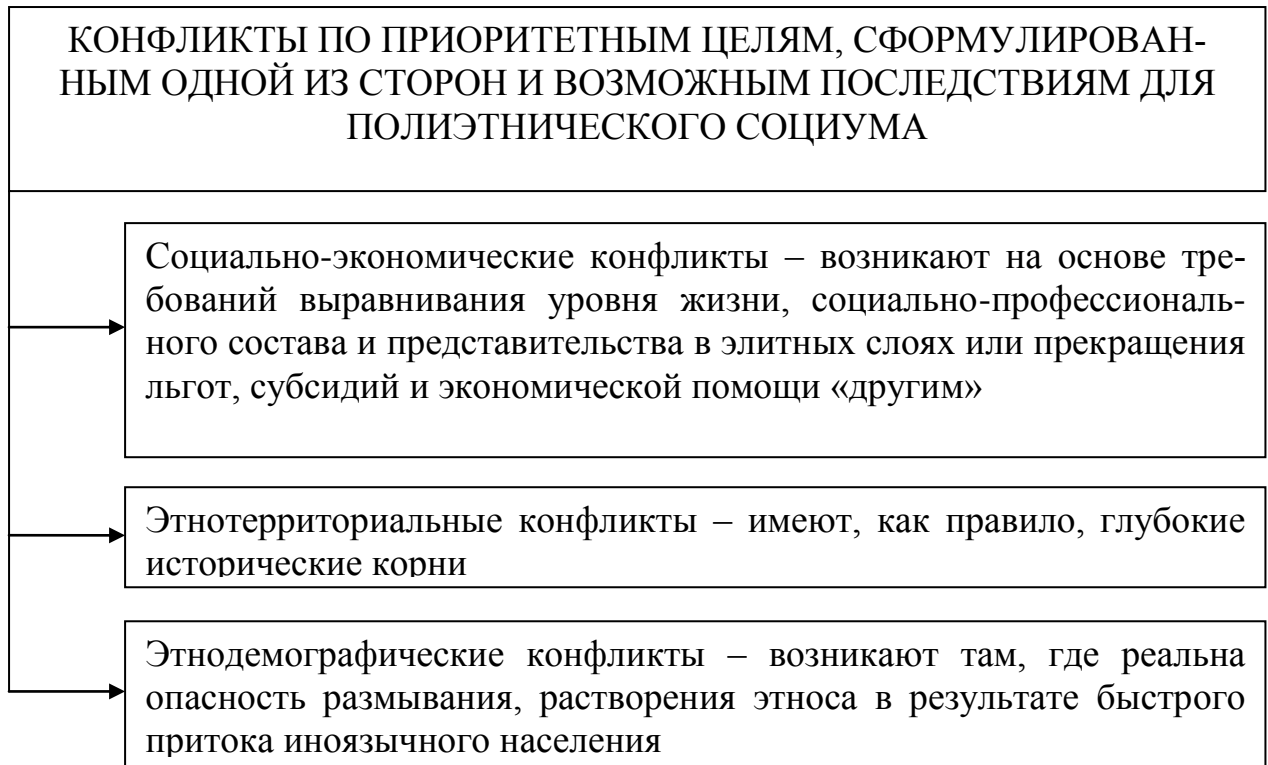 КОНФЛИКТЫ ПО ПРИОРИТЕТНЫМ ЦЕЛЯМ, СФОРМУЛИРОВАН-
НЫМ ОДНОЙ ИЗ СТОРОН И ВОЗМОЖНЫМ ПОСЛЕДСТВИЯМ ДЛЯ
ПОЛИЭТНИЧЕСКОГО СОЦИУМА
Социально-экономические конфликты – возникают на основе тре-
бований выравнивания уровня жизни, социально-профессиональ-
ного состава и представительства в элитных слоях или прекращения
льгот, субсидий и экономической помощи «другим»
Этнотерриториальные конфликты – имеют, как правило, глубокие
исторические корни
Этнодемографические конфликты – возникают там, где реальна
опасность размывания, растворения этноса в результате быстрого
притока иноязычного населения